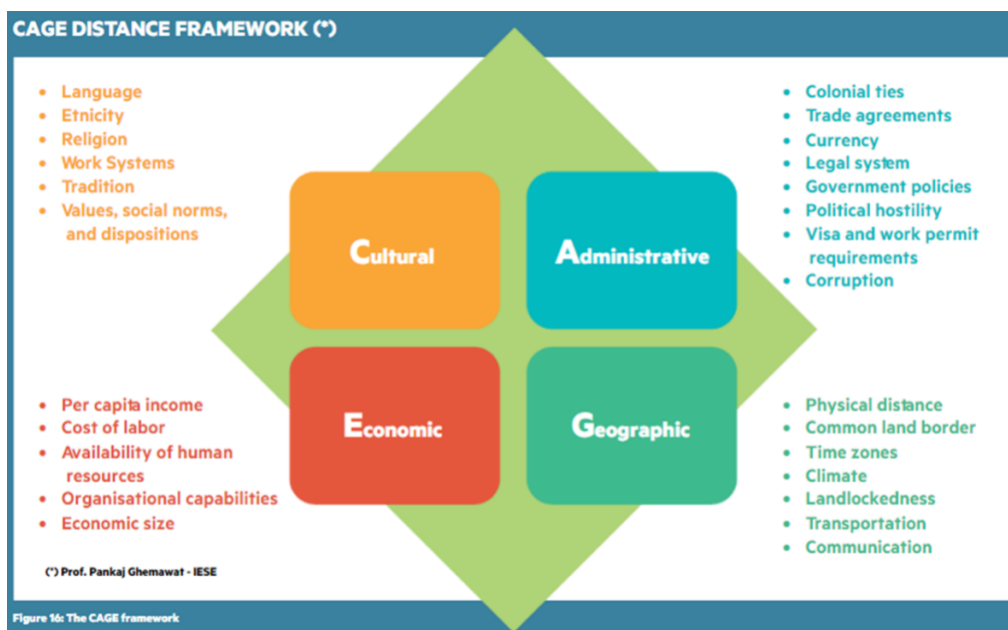 CAGE DISTANCE FRAMEWORK (*)
• Language
• Etnicity
• Religion
• Work Systems
• Tradition
• Values, social norms,
and dispositions
Cultural
Administrative
• Colonial ties
• Trade agreements
• Currency
• Legal system
• Government policies
• Political hostility
• Visa and work permit
requirements
• Corruption
• Per capita income
• Cost of labor
• Availability of human
resources
• Organisational capabilities
• Economic size
Economic
Geographic
• Physical distance
• Common land border
• Time zones
• Climate
• Landlockedness
• Transportation
• Communication
(*) Prof. Pankaj Ghemawat - IESE
Figure 16: The CAGE framework